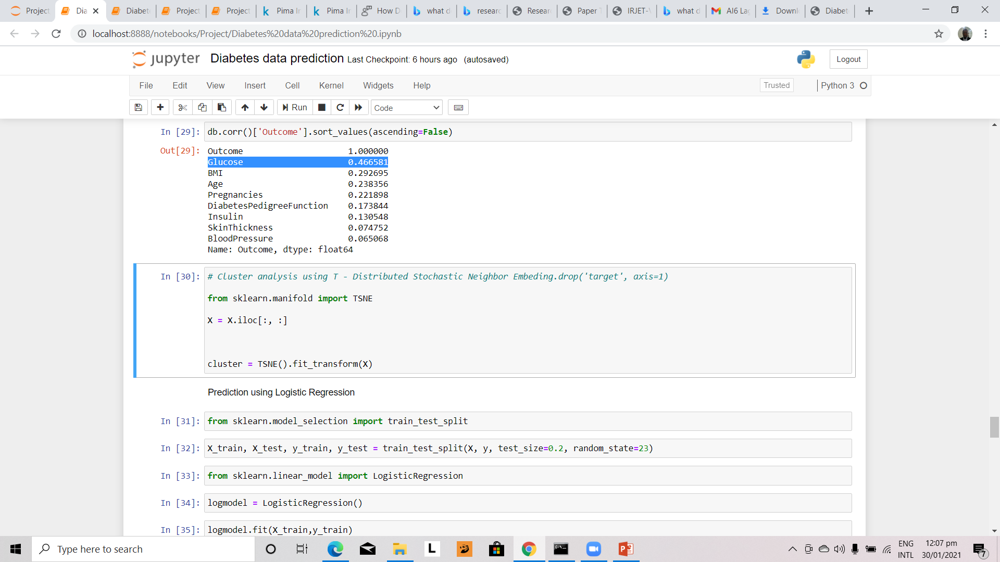 Project
Dia
Diabet
Project
Project
Pima I
Pima I
How D
what d
researc
Resear
Paper
IRJET-
what d
AI6 La
Downl
Diabet
localhost:8888/notebooks/Project/Diabetes%20data%20prediction%20.ipynb
jupyter Diabetes data prediction Last Checkpoint: 6 hours ago (autosaved)
Logout
File Edit View Insert Cell Kernel Widgets Help
Trusted
Python 3
Run
Code
In [29]: db.corr()['Outcome'].sort_values(ascending=False)
Out[29]: Outcome 1.000000
Glucose 0.466581
BMI 0.292695
Age 0.238356
Pregnancies 0.221898
DiabetesPedigreeFunction 0.173844
Insulin 0.130548
SkinThickness 0.074752
BloodPressure 0.065068
Name: Outcome, dtype: float64
In [30]: # Cluster analysis using T - Distributed Stochastic Neighbor Embeding.drop('target', axis=1)
from sklearn.manifold import TSNE
X = X.iloc[:, :]
cluster = TSNE().fit_transform(X)
Prediction using Logistic Regression
In [31]: from sklearn.model_selection import train_test_split
In [32]: X_train, X_test, y_train, y_test = train_test_split(X, y, test_size=0.2, random_state=23)
In [33]: from sklearn.linear_model import LogisticRegression
In [34]: logmodel = LogisticRegression()
In [35]: logmodel.fit(X_train,y_train)
Type here to search
L
ENG
INTL
12:07 pm
30/01/2021
7